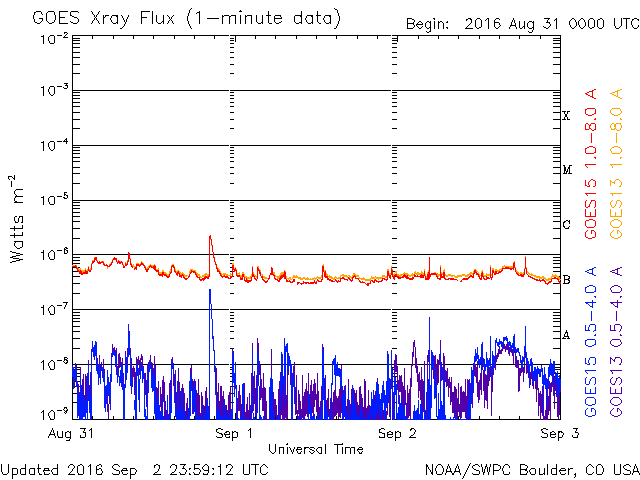 GOES Xray Flux (1-minute data)
Begin: 2016 Aug 31 0000 UTC
10-2
10-3
10-4
10-5
10-6
10-7
10-8
10-9
Watts m-2
X
M
C
B
A
GOES15 1.0-8.0 A
GOES13 1.0-8.0 A
GOES15 0.5-4.0 A
GOES13 0.5-4.0 A
Aug 31
Sep 1
Sep 2
Sep 3
Universal Time
Updated 2016 Sep 2 23:59:12 UTC
NOAA/SWPC Boulder, CO USA